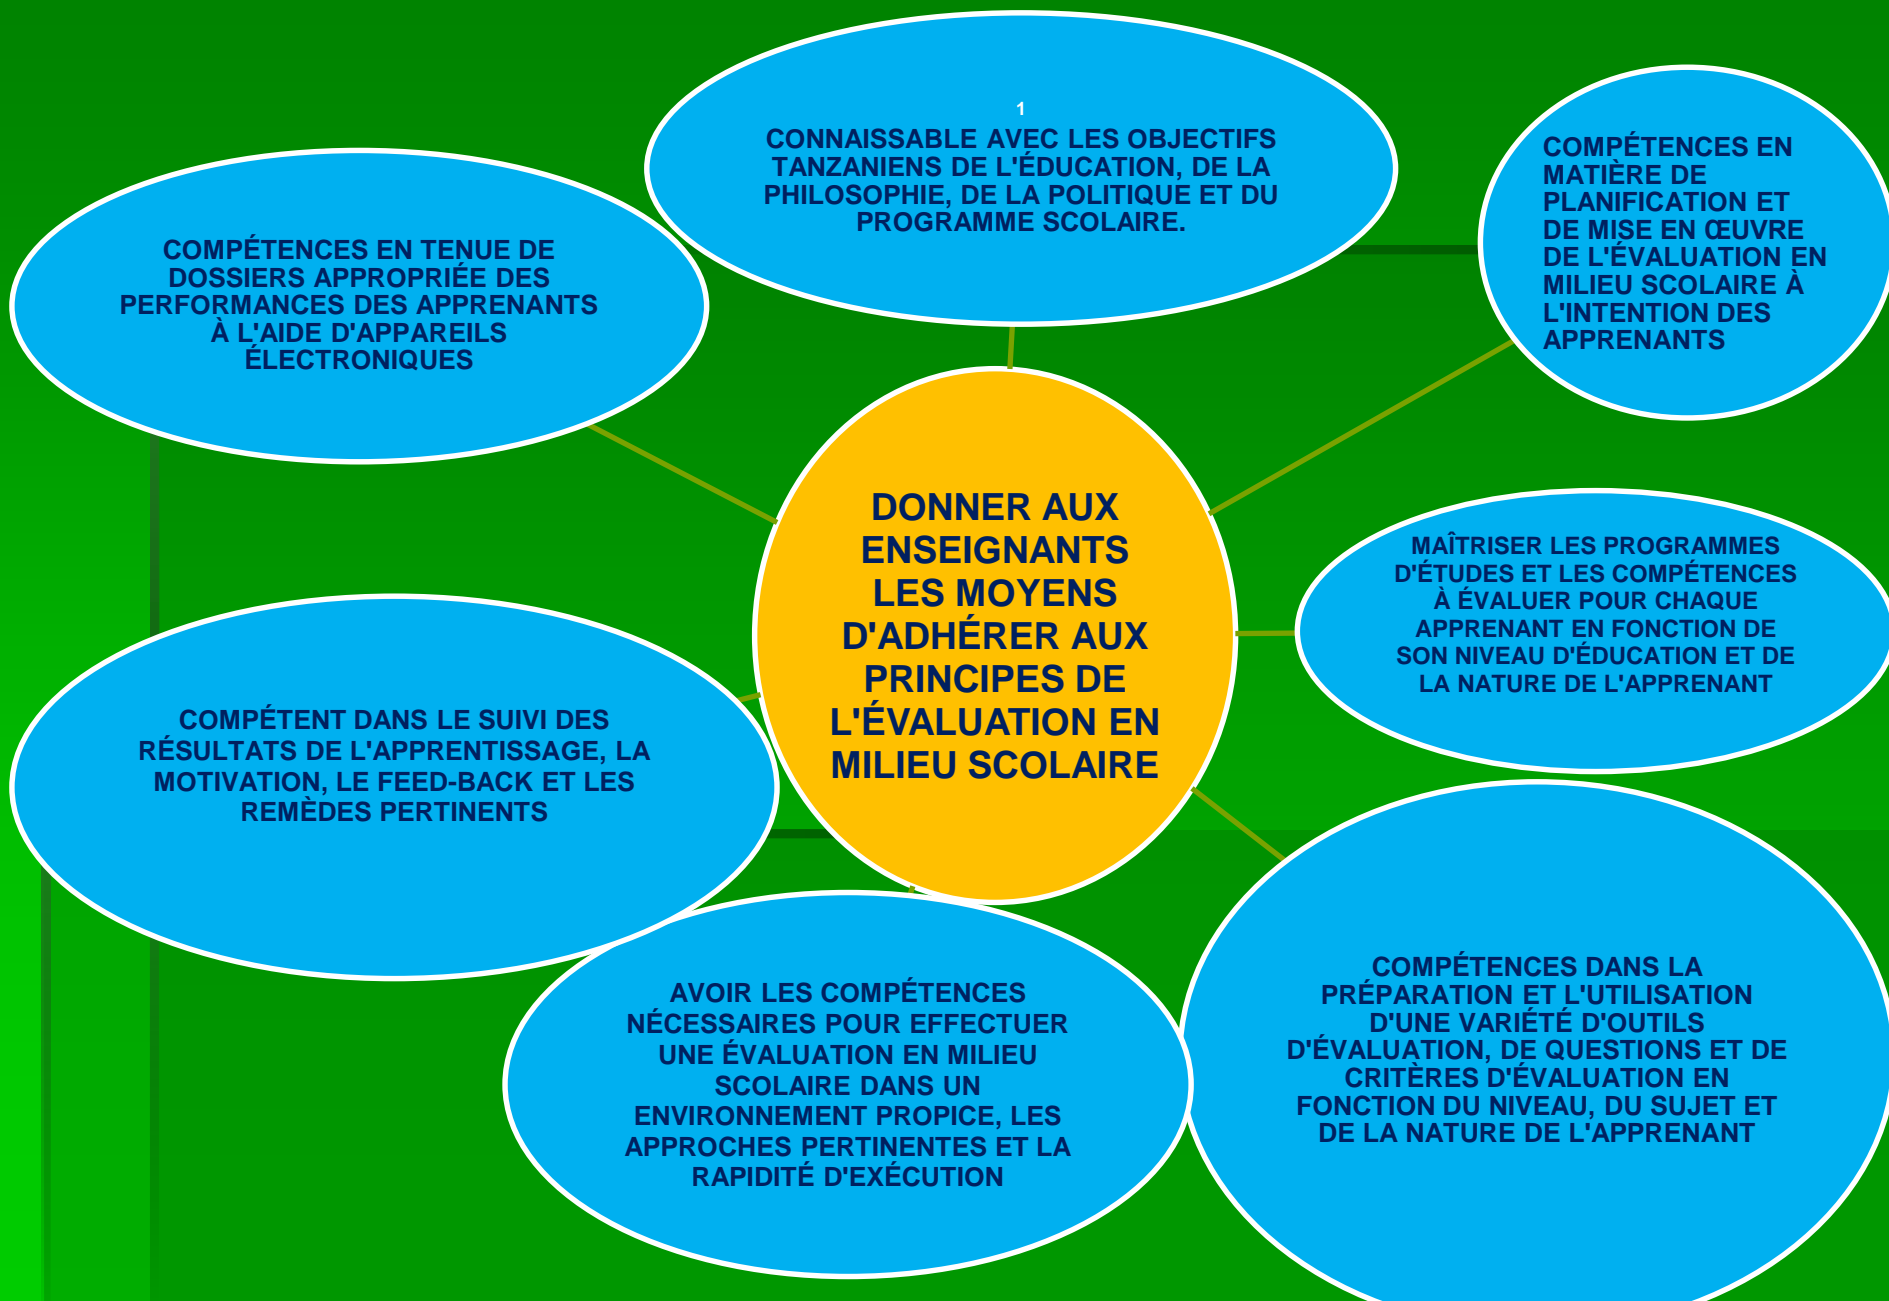 1
CONNAISSABLE AVEC LES OBJECTIFS
TANZANIENS DE L'ÉDUCATION, DE LA
PHILOSOPHIE, DE LA POLITIQUE ET DU
PROGRAMME SCOLAIRE.
COMPÉTENCES EN
MATIÈRE DE
PLANIFICATION ET
DE MISE EN ŒUVRE
DE L'ÉVALUATION EN
MILIEU SCOLAIRE À
L'INTENTION DES
APPRENANTS
MAÎTRISER LES PROGRAMMES
D'ÉTUDES ET LES COMPÉTENCES
À ÉVALUER POUR CHAQUE
APPRENANT EN FONCTION DE
SON NIVEAU D'ÉDUCATION ET DE
LA NATURE DE L'APPRENANT
COMPÉTENCES DANS LA
PRÉPARATION ET L'UTILISATION
D'UNE VARIÉTÉ D'OUTILS
D'ÉVALUATION, DE QUESTIONS ET DE
CRITÈRES D'ÉVALUATION EN
FONCTION DU NIVEAU, DU SUJET ET
DE LA NATURE DE L'APPRENANT
AVOIR LES COMPÉTENCES
NÉCESSAIRES POUR EFFECTUER
UNE ÉVALUATION EN MILIEU
SCOLAIRE DANS UN
ENVIRONNEMENT PROPICE, LES
APPROCHES PERTINENTES ET LA
RAPIDITÉ D'EXÉCUTION
COMPÉTENT DANS LE SUIVI DES
RÉSULTATS DE L'APPRENTISSAGE, LA
MOTIVATION, LE FEED-BACK ET LES
REMÈDES PERTINENTS
COMPÉTENCES EN TENUE DE
DOSSIERS APPROPRIÉE DES
PERFORMANCES DES APPRENANTS
À L'AIDE D'APPAREILS
ÉLECTRONIQUES
DONNER AUX
ENSEIGNANTS
LES MOYENS
D'ADHÉRER AUX
PRINCIPES DE
L'ÉVALUATION EN
MILIEU SCOLAIRE